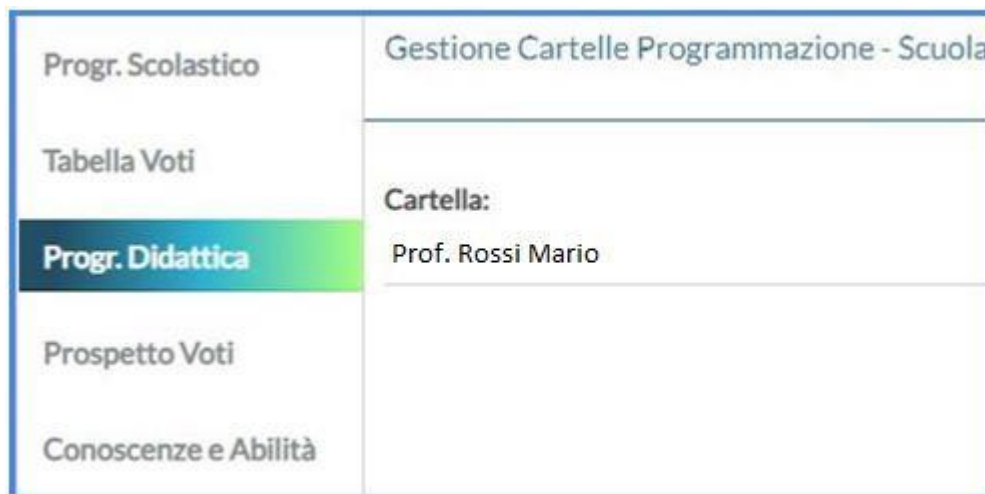 Progr. Scolastico
Tabella Voti
Progr. Didattica
Prospetto Voti
Conoscenze e Abilità
Gestione Cartelle Programmazione - Scuola
Cartella:
Prof. Rossi Mario